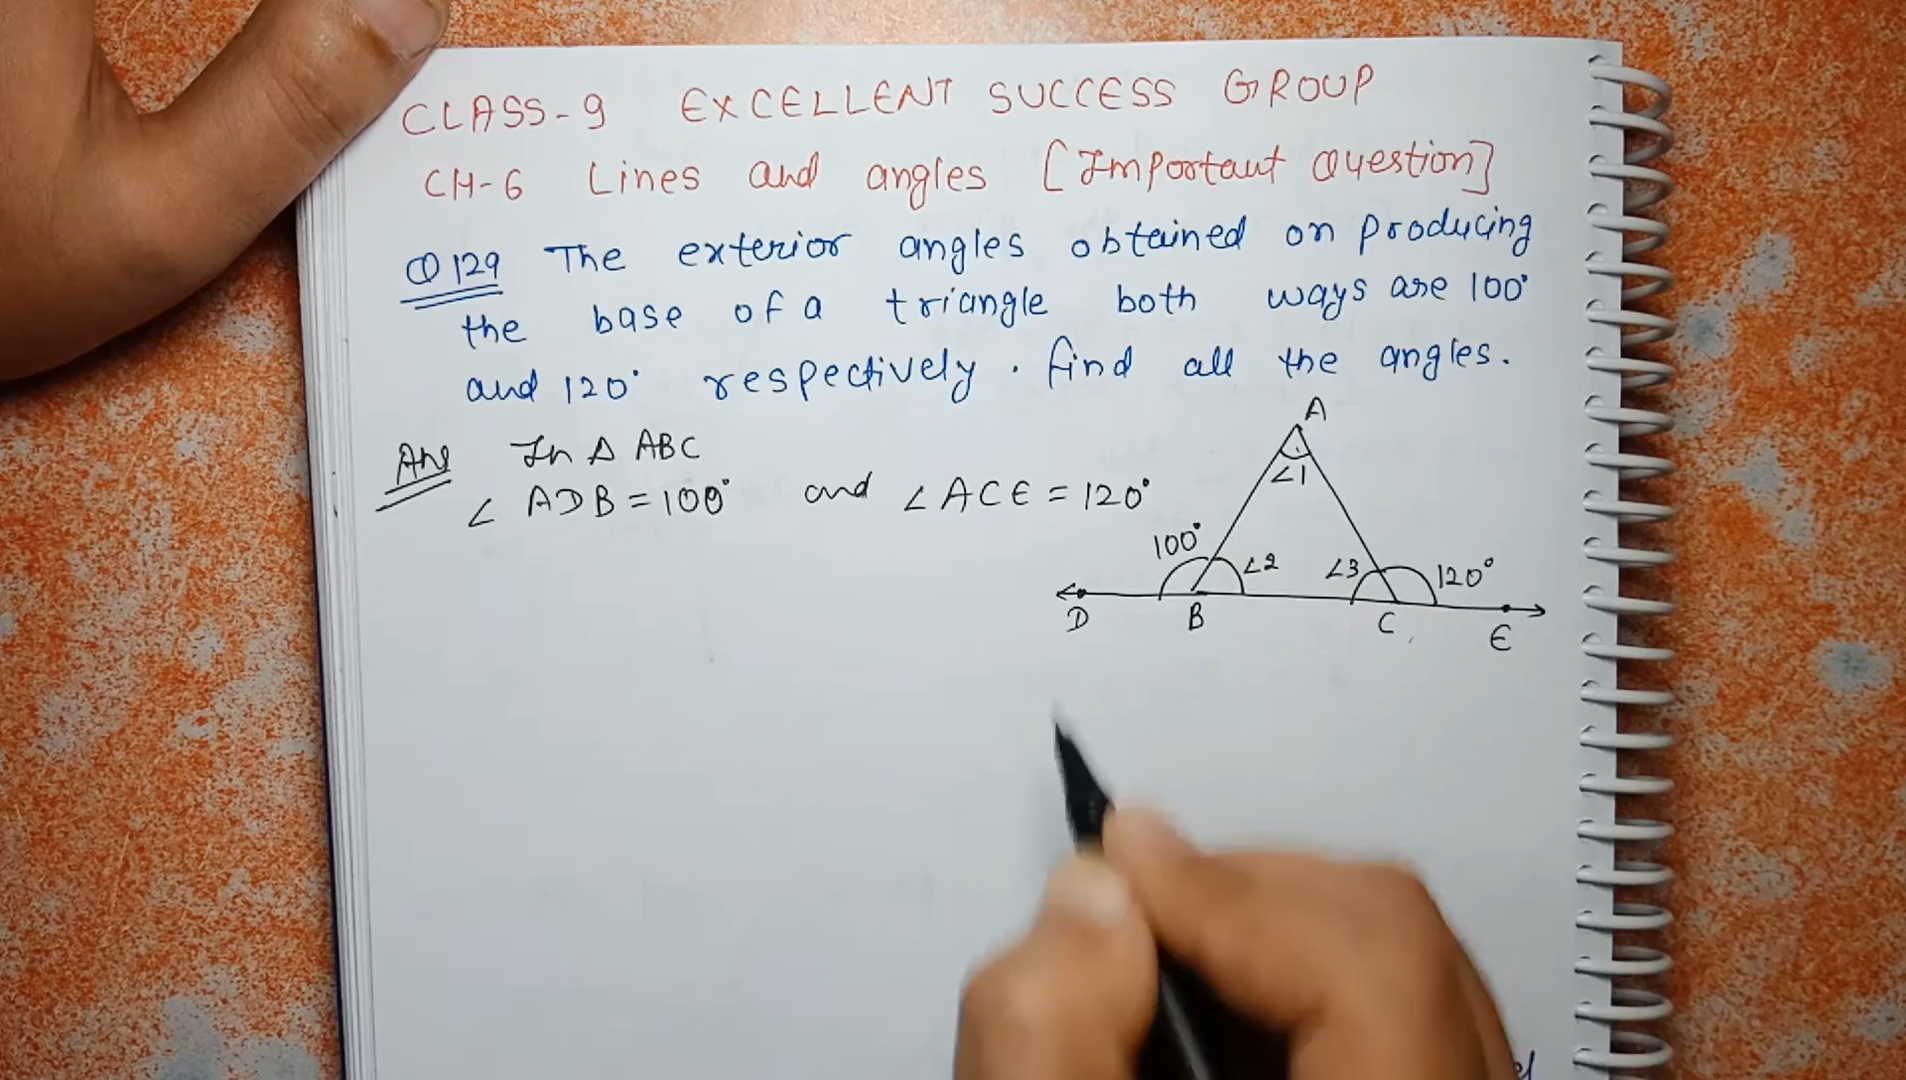 CLASS-9 EXCELLENT SUCCESS GROUP
CH-6 Lines and angles [Important Question]
Q129 The exterior angles obtained on producing
the base of a triangle both ways are 100°
and 120° respectively. find all the angles.
Ans In Δ ABC
∠ ADB = 100° and ∠ACE = 120°
A
∠1
100°
∠2
∠3
120°
D
B
C
E